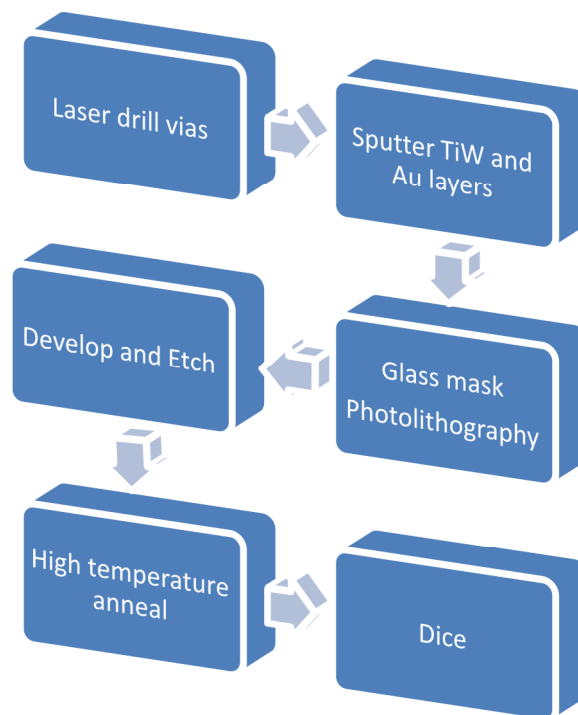 Laser drill vias
Sputter TiW and
Au layers
Glass mask
Photolithography
Develop and Etch
High temperature
anneal
Dice